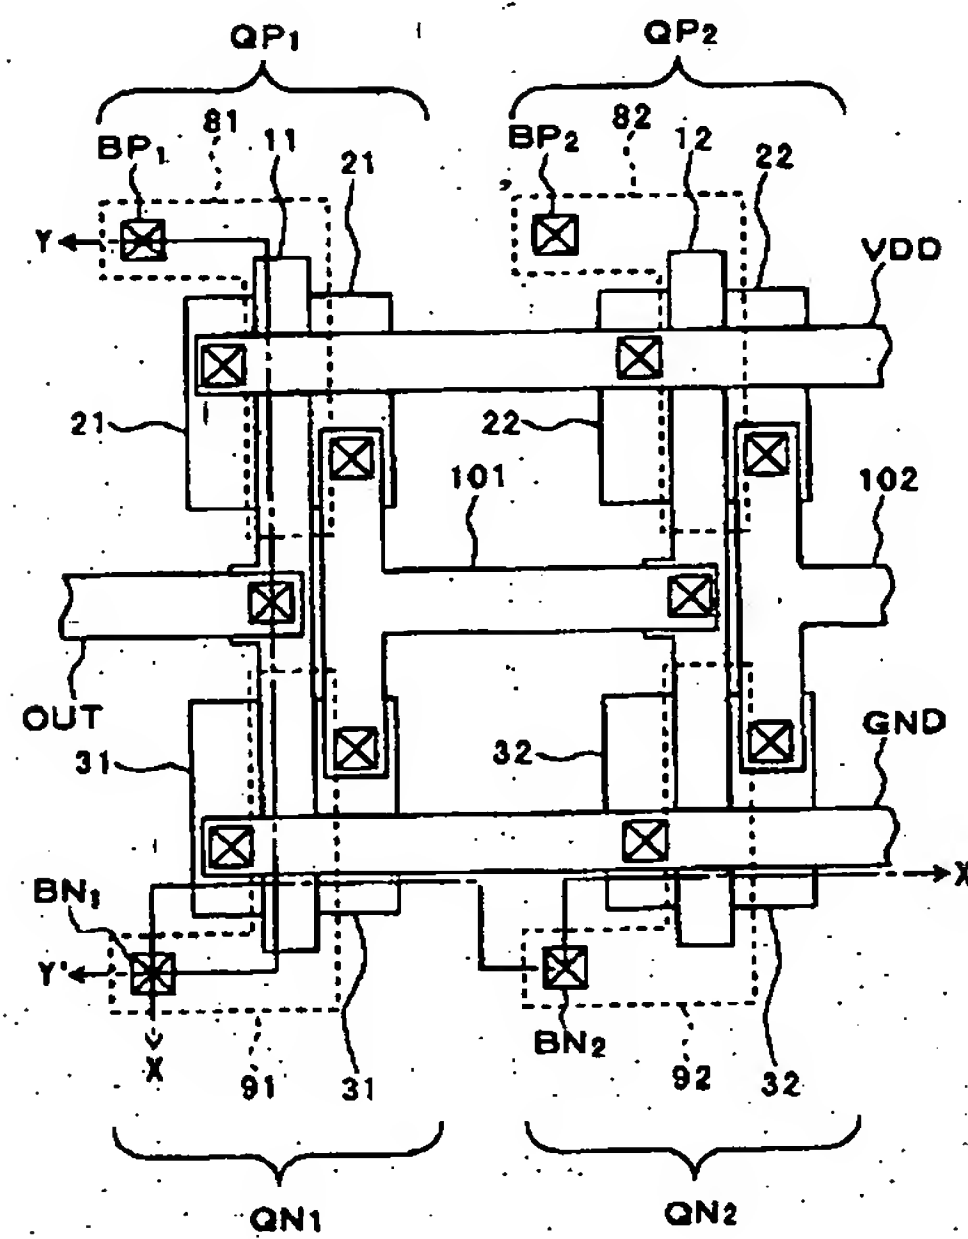 QP1 QP2
81 82
BP1 11 21 BP2 12 22
Y VDD
21 22
101 102
OUT GND
31 32
BN1 X'
Y' BN2
X 91 31 92 32
QN1 QN2